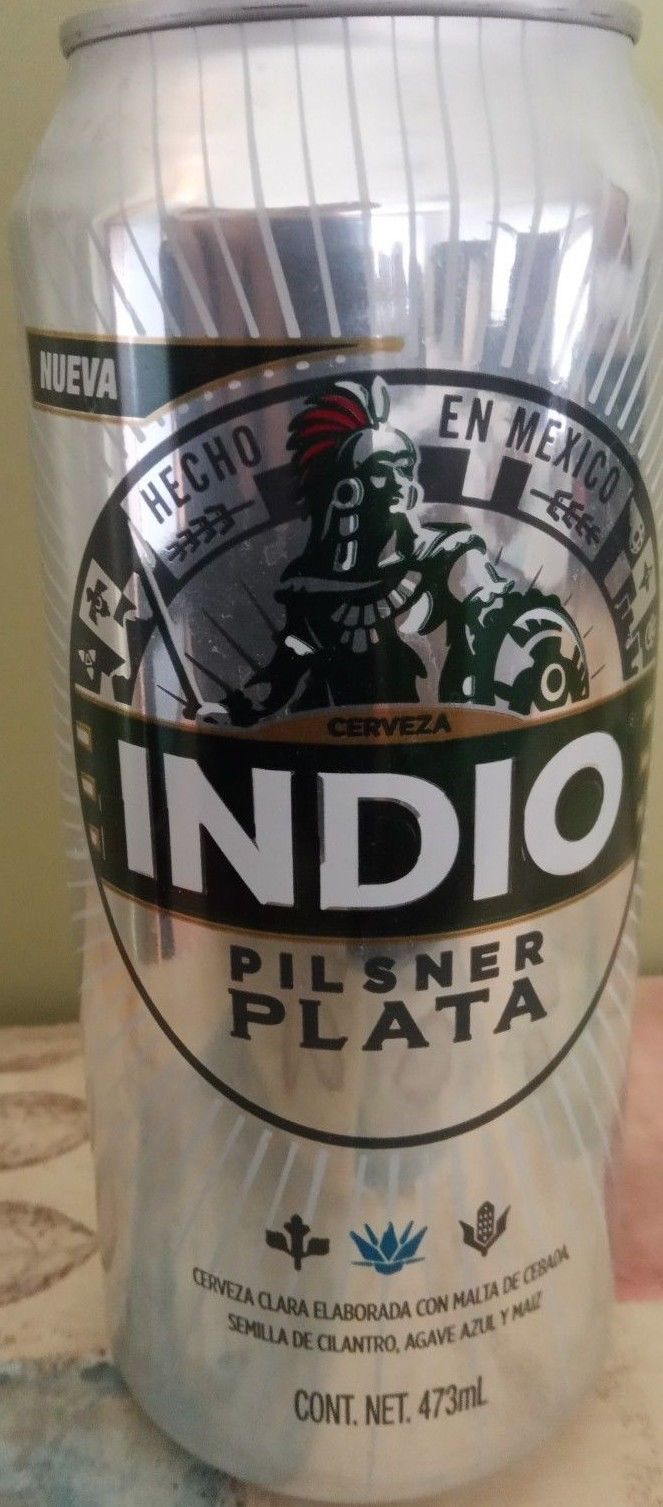 NUEVA
HECHO EN MÉXICO
CERVEZA
INDIO
PILSNER
PLATA
CERVEZA CLARA ELABORADA CON MALTA DE CEBADA
SEMILLA DE CILANTRO, AGAVE AZUL Y MAIZ
CONT. NET. 473mL